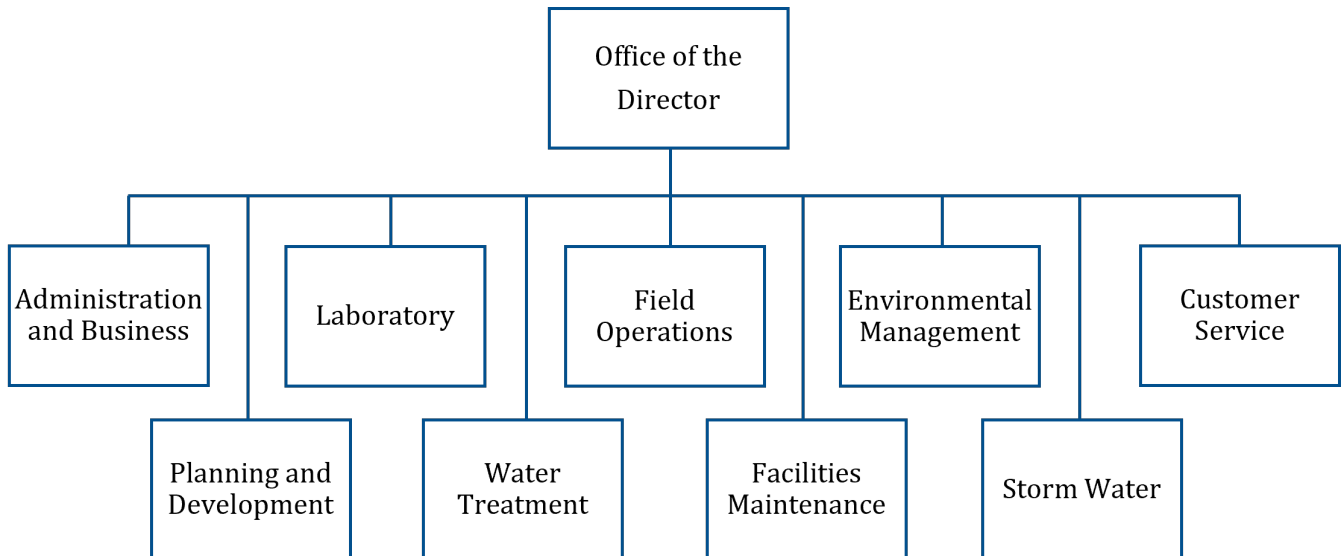 Office of the
Director
Administration
and Business
Laboratory
Field
Operations
Environmental
Management
Customer
Service
Planning and
Development
Water
Treatment
Facilities
Maintenance
Storm Water